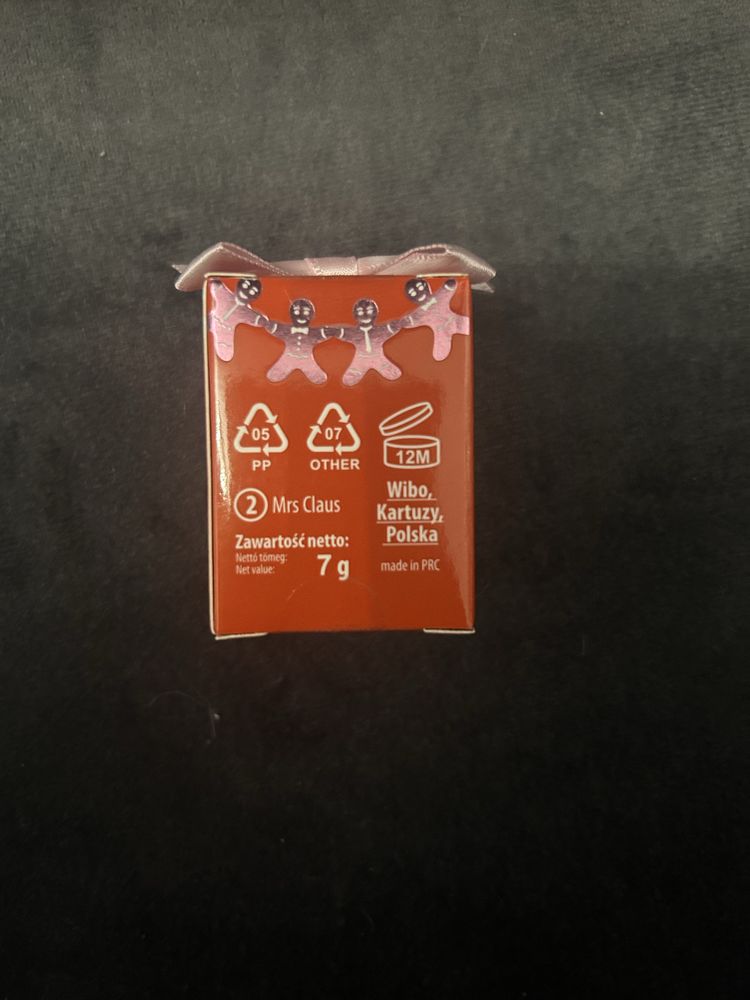 05
PP
07
OTHER
12M
2 Mrs Claus
Wibo,
Kartuzy,
Polska
Zawartość netto:
Nettó tömeg:
Net value:
7 g
made in PRC